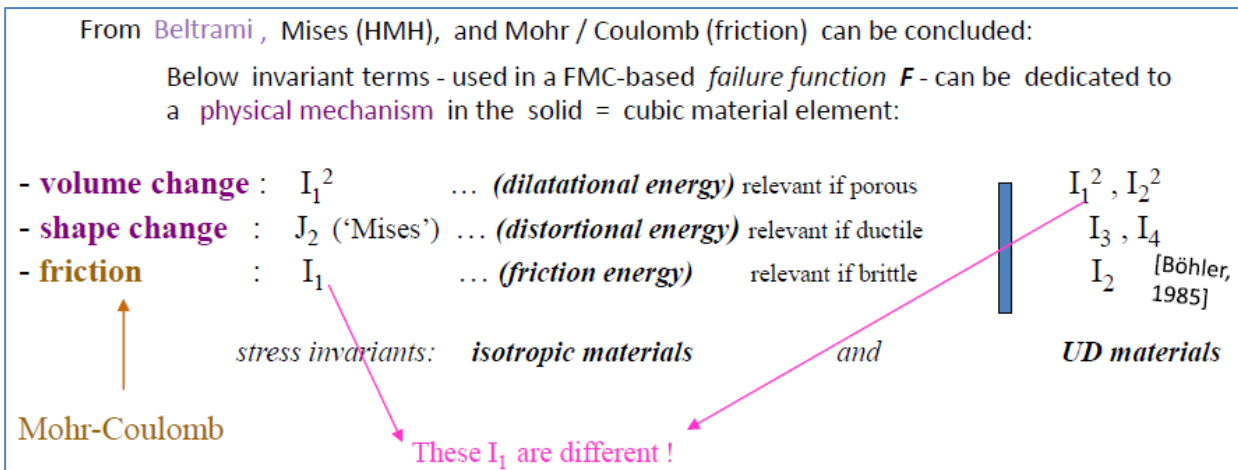 From Beltrami , Mises (HMH), and Mohr / Coulomb (friction) can be concluded:
Below invariant terms - used in a FMC-based failure function F - can be dedicated to
a physical mechanism in the solid = cubic material element:
- volume change : I₁² … (dilatational energy) relevant if porous I₁² , I₂²
- shape change : J₂ (‘Mises’) … (distortional energy) relevant if ductile I₃ , I₄
- friction : I₁ … (friction energy) relevant if brittle I₂ [Böhler, 1985]
stress invariants: isotropic materials and UD materials
Mohr-Coulomb
These I₁ are different !